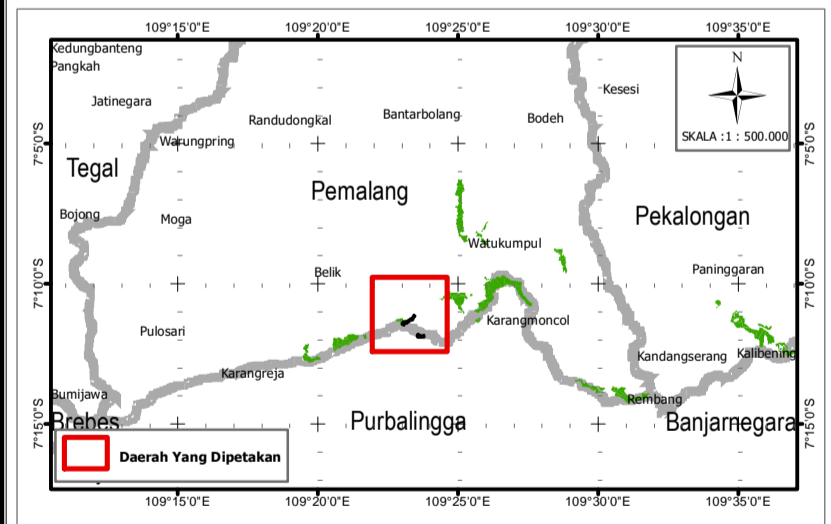 109°15'0"E 109°20'0"E 109°25'0"E 109°30'0"E 109°35'0"E
Kedungbanteng
Pangkah
N
Kesesi
Jatinegara
Randudongkal
Bantarbolang
Bodeh
SKALA : 1 : 500.000
Warungpring
7°5'0"S
7°5'0"S
Tegal
Pemalang
Bojong
Moga
Pekalongan
Watukumpul
Belik
Paninggaran
7°10'0"S
7°10'0"S
Karangmoncol
Pulosari
Kandangserang
Kalibening
Karangreja
Bumijawa
Rembang
Brebes
Purbalingga
Banjarnegara
7°15'0"S
7°15'0"S
Daerah Yang Dipetakan
109°15'0"E 109°20'0"E 109°25'0"E 109°30'0"E 109°35'0"E